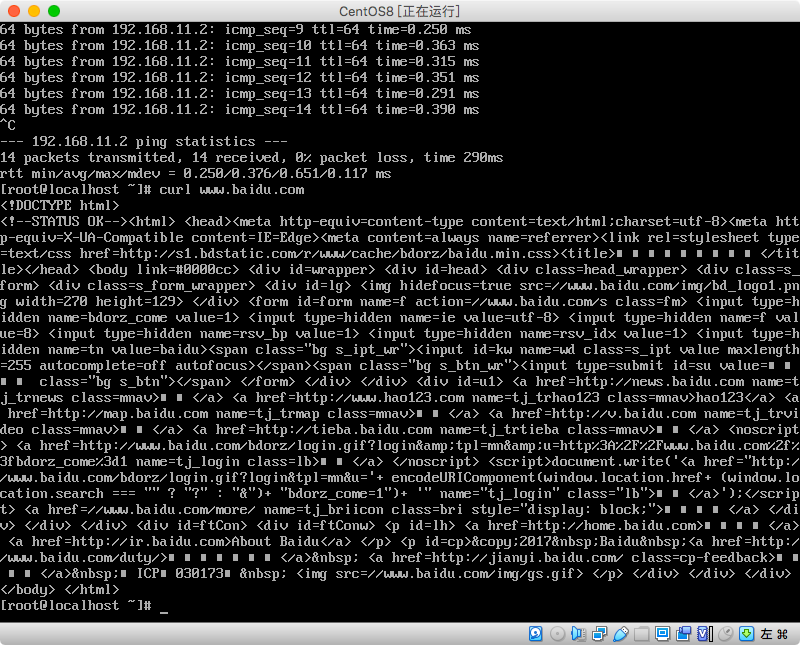 CentOS8 [正在运行]
64 bytes from 192.168.11.2: icmp_seq=9 ttl=64 time=0.250 ms
64 bytes from 192.168.11.2: icmp_seq=10 ttl=64 time=0.363 ms
64 bytes from 192.168.11.2: icmp_seq=11 ttl=64 time=0.315 ms
64 bytes from 192.168.11.2: icmp_seq=12 ttl=64 time=0.351 ms
64 bytes from 192.168.11.2: icmp_seq=13 ttl=64 time=0.291 ms
64 bytes from 192.168.11.2: icmp_seq=14 ttl=64 time=0.390 ms
^C
--- 192.168.11.2 ping statistics ---
14 packets transmitted, 14 received, 0% packet loss, time 290ms
rtt min/avg/max/mdev = 0.250/0.376/0.651/0.117 ms
[root@localhost ~]# curl www.baidu.com
<!DOCTYPE html>
<!--STATUS OK--><html> <head><meta http-equiv=content-type content=text/html;charset=utf-8><meta htt
p-equiv=X-UA-Compatible content=IE=Edge><meta content=always name=referrer><link rel=stylesheet type
=text/css href=http://s1.bdstatic.com/r/www/cache/bdorz/baidu.min.css><title>■ ■ ■ ■ ■ ■ ■ ■ ■ </tit
le></head> <body link=#0000cc> <div id=wrapper> <div id=head> <div class=head_wrapper> <div class=s_
form> <div class=s_form_wrapper> <div id=lg> <img hidefocus=true src=//www.baidu.com/img/bd_logo1.pn
g width=270 height=129> </div> <form id=form name=f action=//www.baidu.com/s class=fm> <input type=h
idden name=bdorz_come value=1> <input type=hidden name=ie value=utf-8> <input type=hidden name=f val
ue=8> <input type=hidden name=rsv_bp value=1> <input type=hidden name=rsv_idx value=1> <input type=h
idden name=tn value=baidu><span class="bg s_ipt_wr"><input id=kw name=wd class=s_ipt value maxlength
=255 autocomplete=off autofocus></span><span class="bg s_btn_wr"><input type=submit id=su value=■ ■
■ ■  class="bg s_btn"></span> </form> </div> </div> <div id=u1> <a href=http://news.baidu.com name=t
j_trnews class=mnav>■ ■ </a> <a href=http://www.hao123.com name=tj_trhao123 class=mnav>hao123</a> <a
 href=http://map.baidu.com name=tj_trmap class=mnav>■ ■ </a> <a href=http://v.baidu.com name=tj_trvi
deo class=mnav>■ ■ </a> <a href=http://tieba.baidu.com name=tj_trtieba class=mnav>■ ■ </a> <noscript
> <a href=http://www.baidu.com/bdorz/login.gif?login&amp;tpl=mn&amp;u=http%3A%2F%2Fwww.baidu.com%2f%
3fbdorz_come%3d1 name=tj_login class=lb>■ ■ </a> </noscript> <script>document.write('<a href="http:/
/www.baidu.com/bdorz/login.gif?login&tpl=mn&u='+ encodeURIComponent(window.location.href+ (window.lo
cation.search === "" ? "?" : "&")+ "bdorz_come=1")+ '" name="tj_login" class="lb">■ ■ </a>');</scrip
t> <a href=//www.baidu.com/more/ name=tj_briicon class=bri style="display: block;">■ ■ ■ ■ </a> </di
v> </div> </div> <div id=ftCon> <div id=ftConw> <p id=lh> <a href=http://home.baidu.com>■ ■ ■ ■ </a>
 <a href=http://ir.baidu.com>About Baidu</a> </p> <p id=cp>&copy;2017&nbsp;Baidu&nbsp;<a href=http:/
/www.baidu.com/duty/>■ ■ ■ ■ ■ ■ ■ </a>&nbsp; <a href=http://jianyi.baidu.com/ class=cp-feedback>■
■ ■ ■ </a>&nbsp;■ ICP■ 030173■ &nbsp; <img src=//www.baidu.com/img/gs.gif> </p> </div> </div> </div>
</body> </html>
[root@localhost ~]# _
左 ⌘